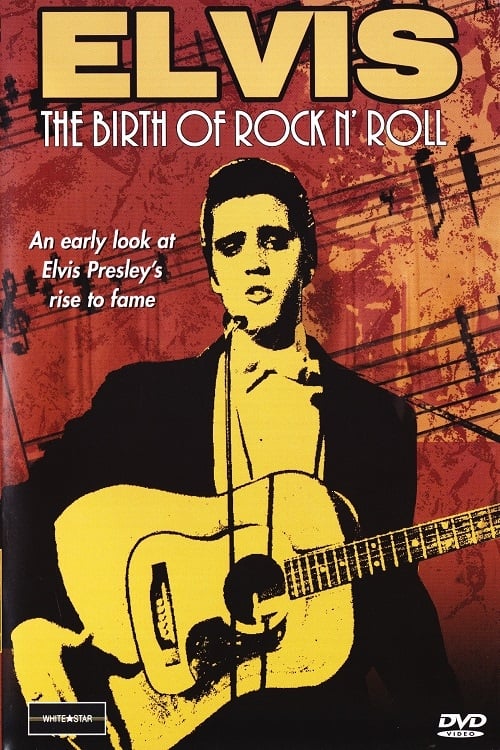 ELVIS
THE BIRTH OF ROCK N' ROLL
An early look at
Elvis Presley's
rise to fame
WHITE★STAR
DVD
VIDEO